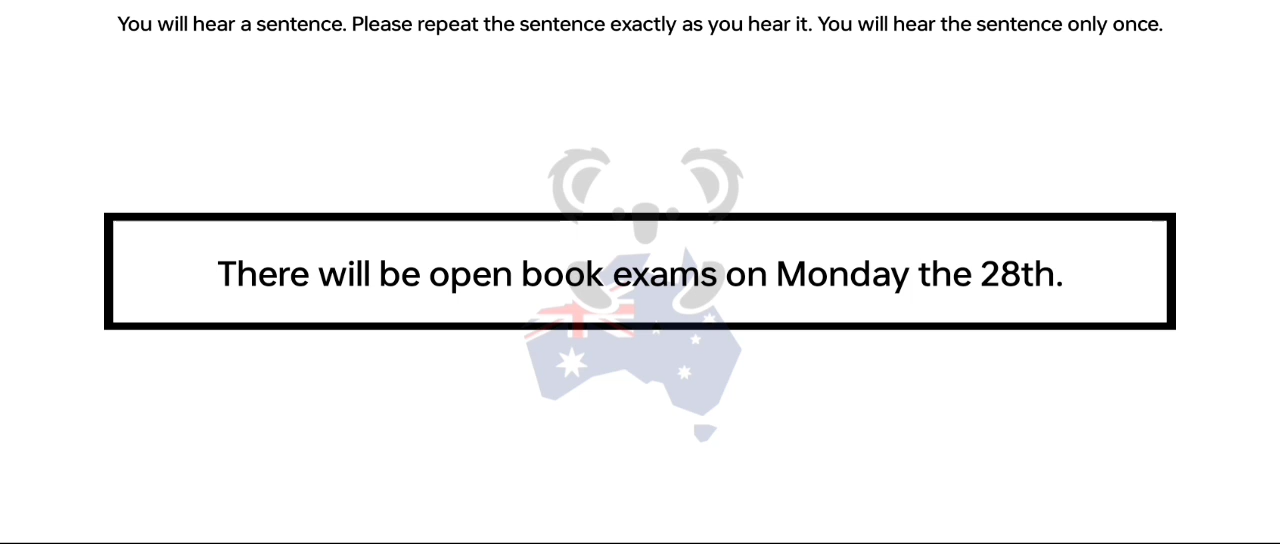 You will hear a sentence. Please repeat the sentence exactly as you hear it. You will hear the sentence only once.
There will be open book exams on Monday the 28th.